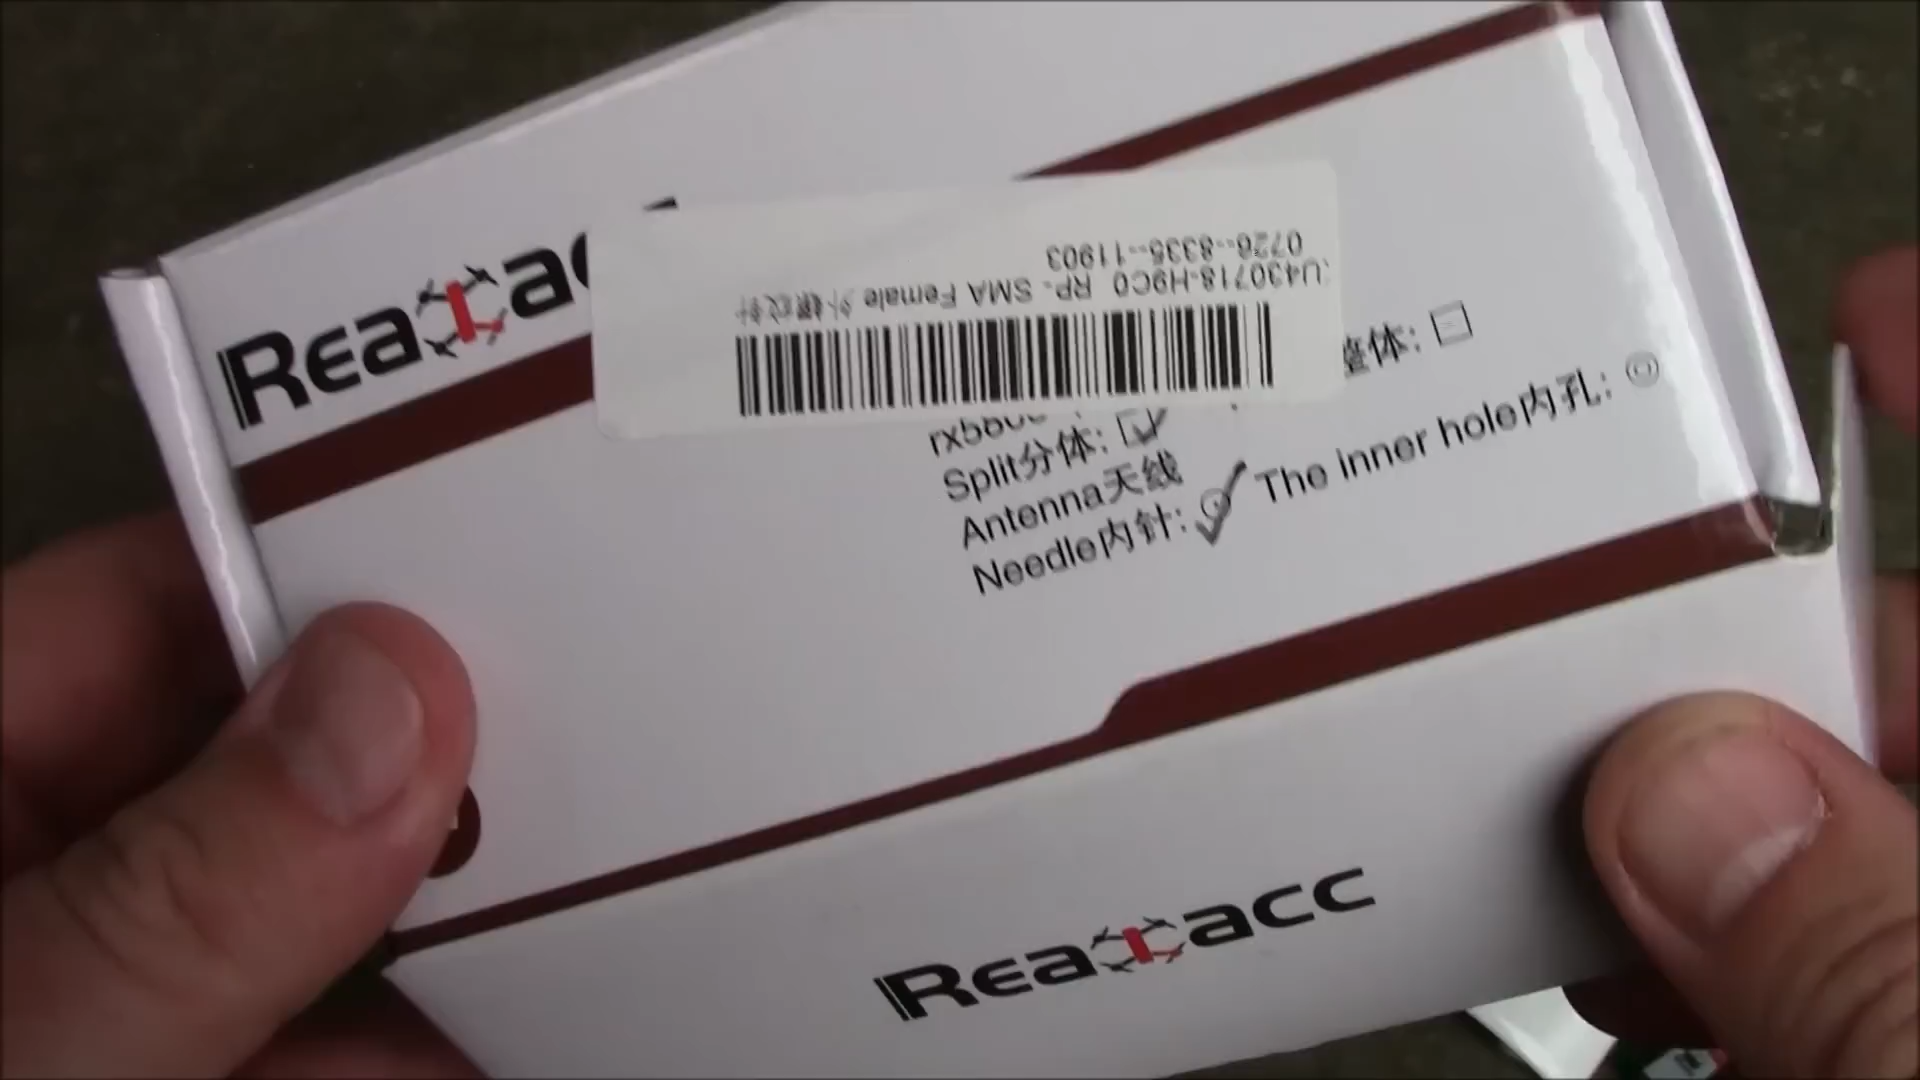 Realacc
0726--8335--11903
U430718-H9C0 RP- SMA Female 外螺纹针
整体: □
Split分体: ☑
Antenna天线
Needle内针: The inner hole内孔:
Realacc